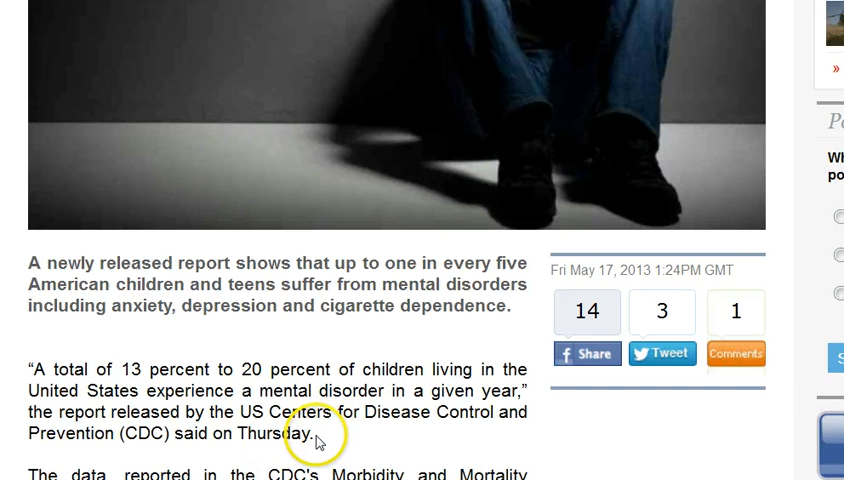 »
Wh
po
A newly released report shows that up to one in every five
American children and teens suffer from mental disorders
including anxiety, depression and cigarette dependence.
Fri May 17, 2013 1:24PM GMT
14
3
1
Share
Tweet
Comments
“A total of 13 percent to 20 percent of children living in the
United States experience a mental disorder in a given year,”
the report released by the US Centers for Disease Control and
Prevention (CDC) said on Thursday.
The data, reported in the CDC's Morbidity and Mortality